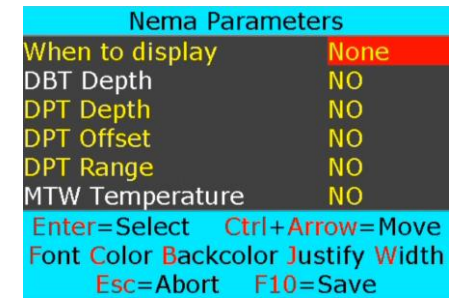 Nema Parameters
When to display None
DBT Depth NO
DPT Depth NO
DPT Offset NO
DPT Range NO
MTW Temperature NO
Enter=Select Ctrl+Arrow=Move
Font Color Backcolor Justify Width
Esc=Abort F10=Save